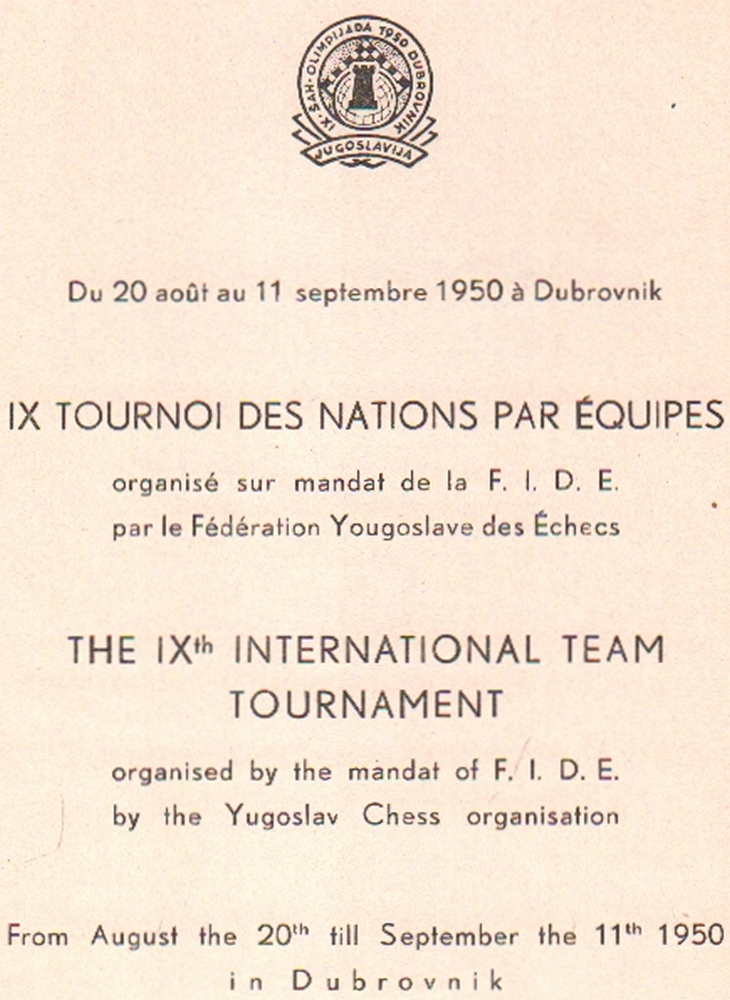 IX · ŠAH · OLIMPIJADA 1950 DUBROVNIK
JUGOSLAVIJA
Du 20 août au 11 septembre 1950 à Dubrovnik
IX TOURNOI DES NATIONS PAR ÉQUIPES
organisé sur mandat de la F. I. D. E.
par le Fédération Yougoslave des Échecs
THE IXth INTERNATIONAL TEAM
TOURNAMENT
organised by the mandat of F. I. D. E.
by the Yugoslav Chess organisation
From August the 20th till September the 11th 1950
in Dubrovnik